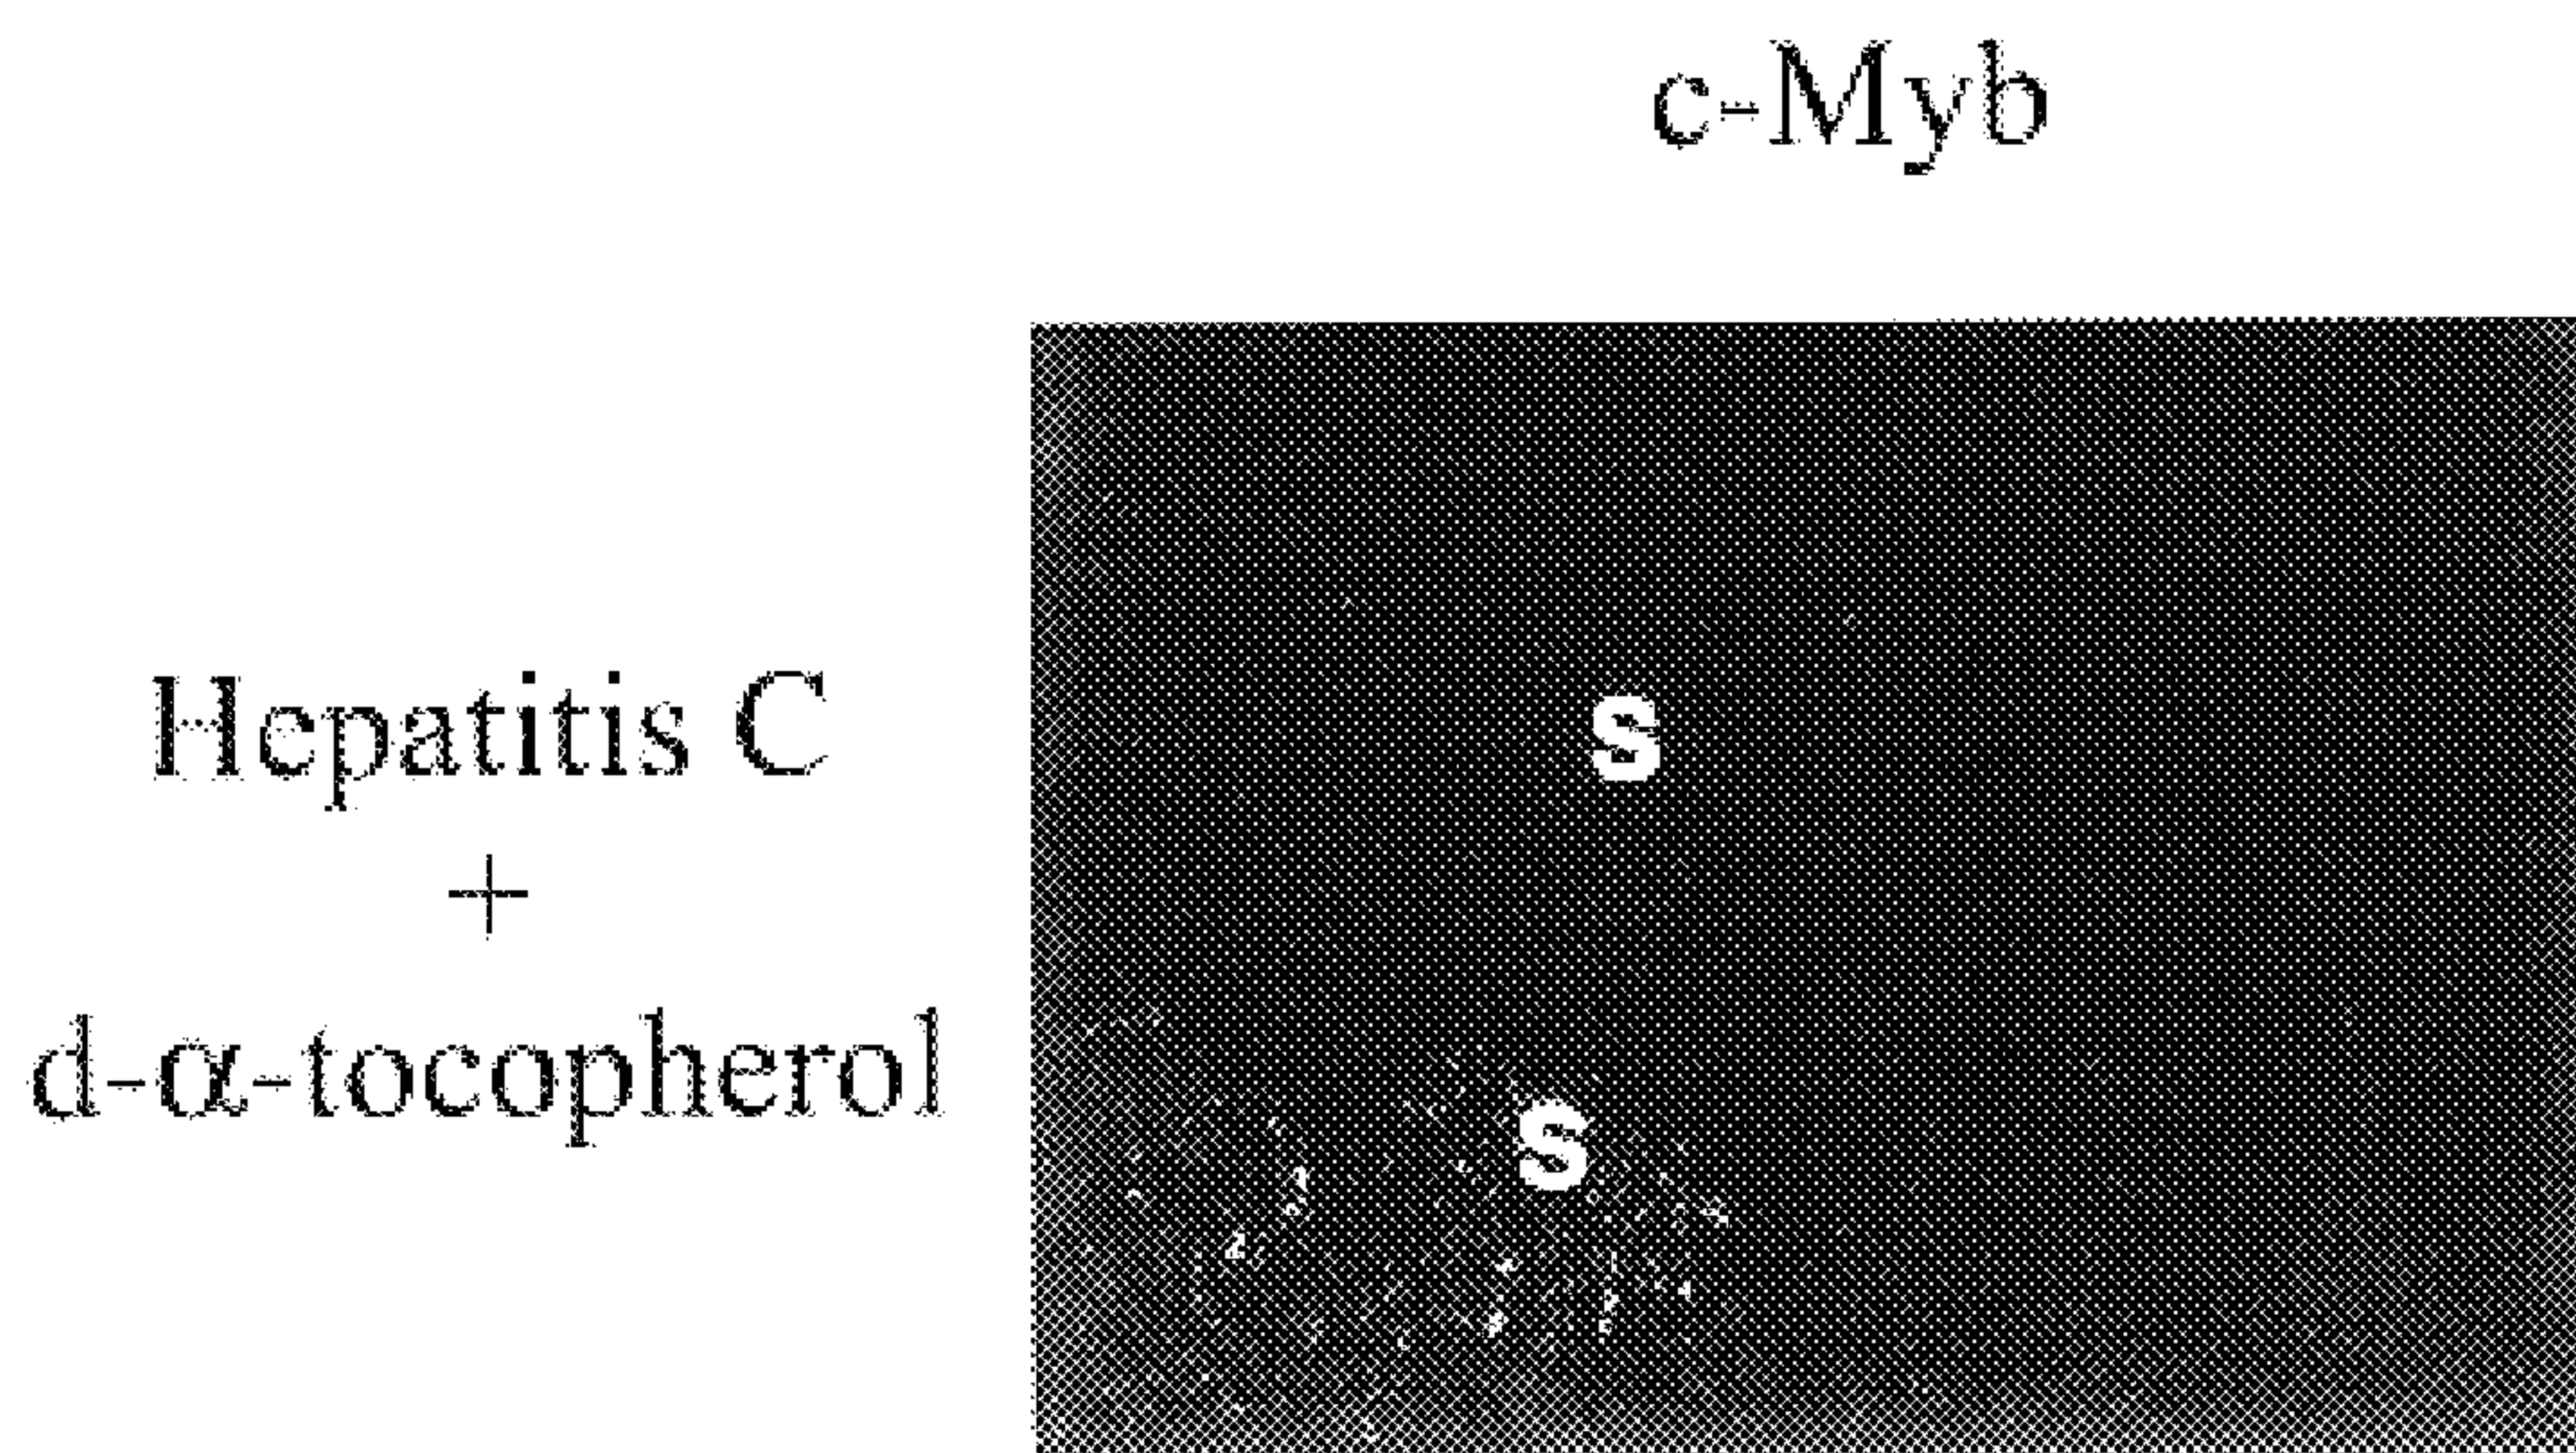 c-Myb
S
Hepatitis C
+
S
d-α-tocopherol